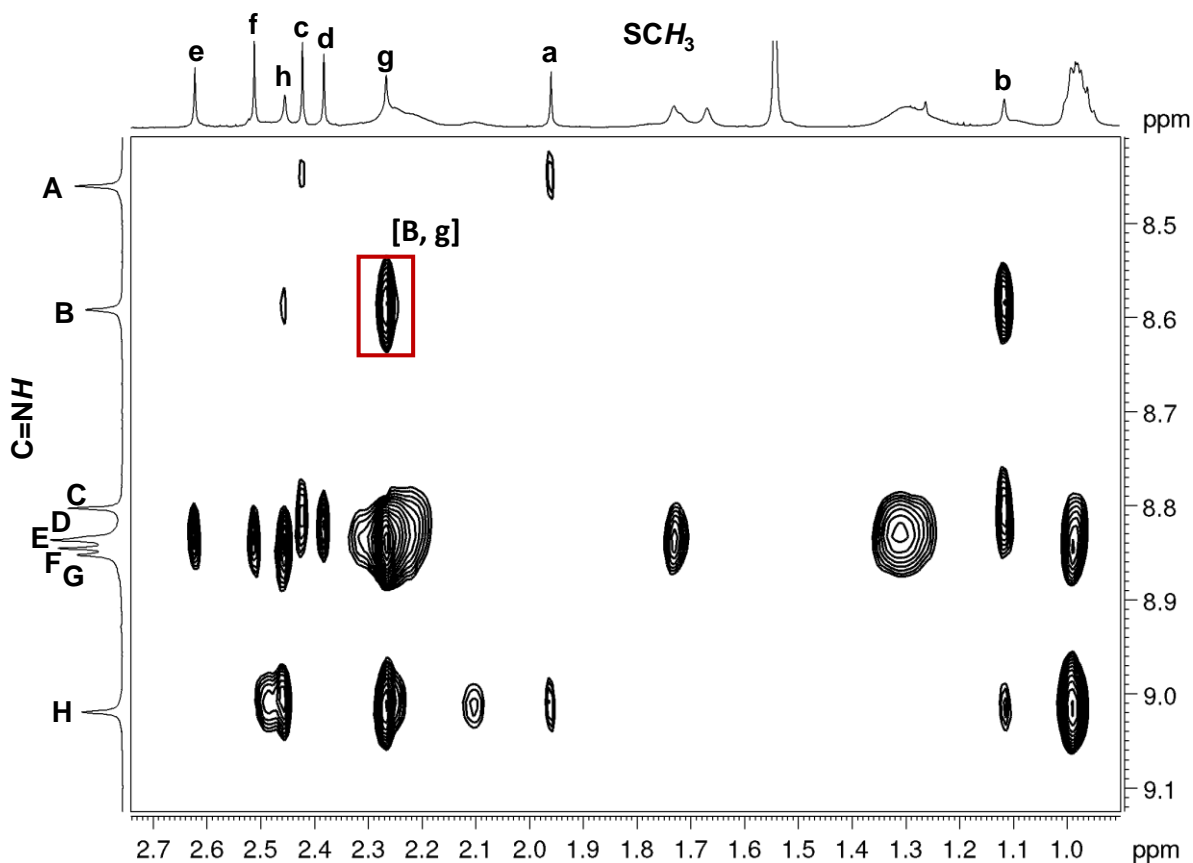 SCH₃
e f h c d g a b
ppm
A
[B, g]
8.5
B
8.6
C=NH
8.7
C
8.8
D
E
F
G
8.9
H
9.0
9.1
2.7 2.6 2.5 2.4 2.3 2.2 2.1 2.0 1.9 1.8 1.7 1.6 1.5 1.4 1.3 1.2 1.1 1.0 ppm